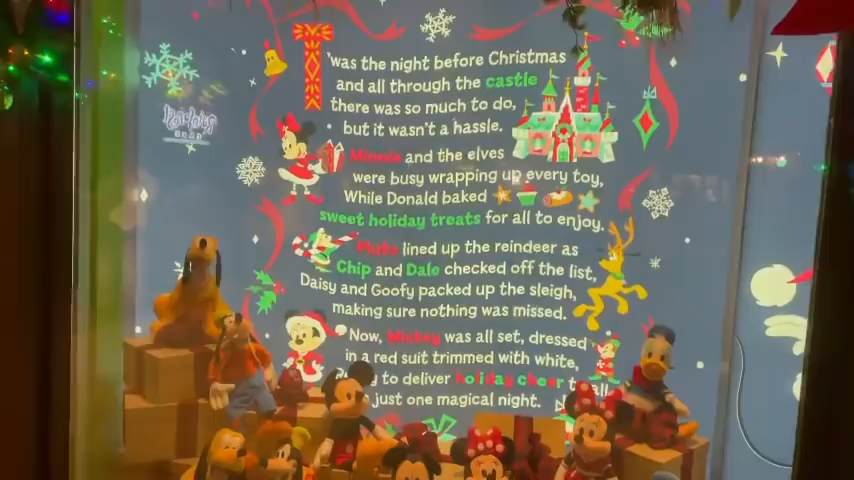 'Twas the night before Christmas
and all through the castle
there was so much to do,
but it wasn't a hassle.
Minnie and the elves
were busy wrapping up every toy,
While Donald baked
sweet holiday treats for all to enjoy.
Pluto lined up the reindeer as
Chip and Dale checked off the list,
Daisy and Goofy packed up the sleigh,
making sure nothing was missed.
Now, Mickey was all set, dressed
in a red suit trimmed with white,
to deliver holiday cheer
just one magical night.